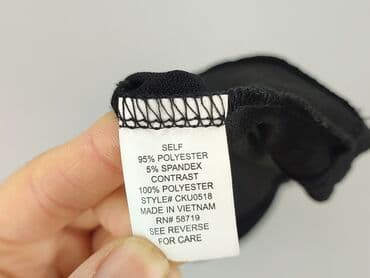 SELF
95% POLYESTER
5% SPANDEX
CONTRAST
100% POLYESTER
STYLE# CKU0518
MADE IN VIETNAM
RN# 58719
SEE REVERSE
FOR CARE